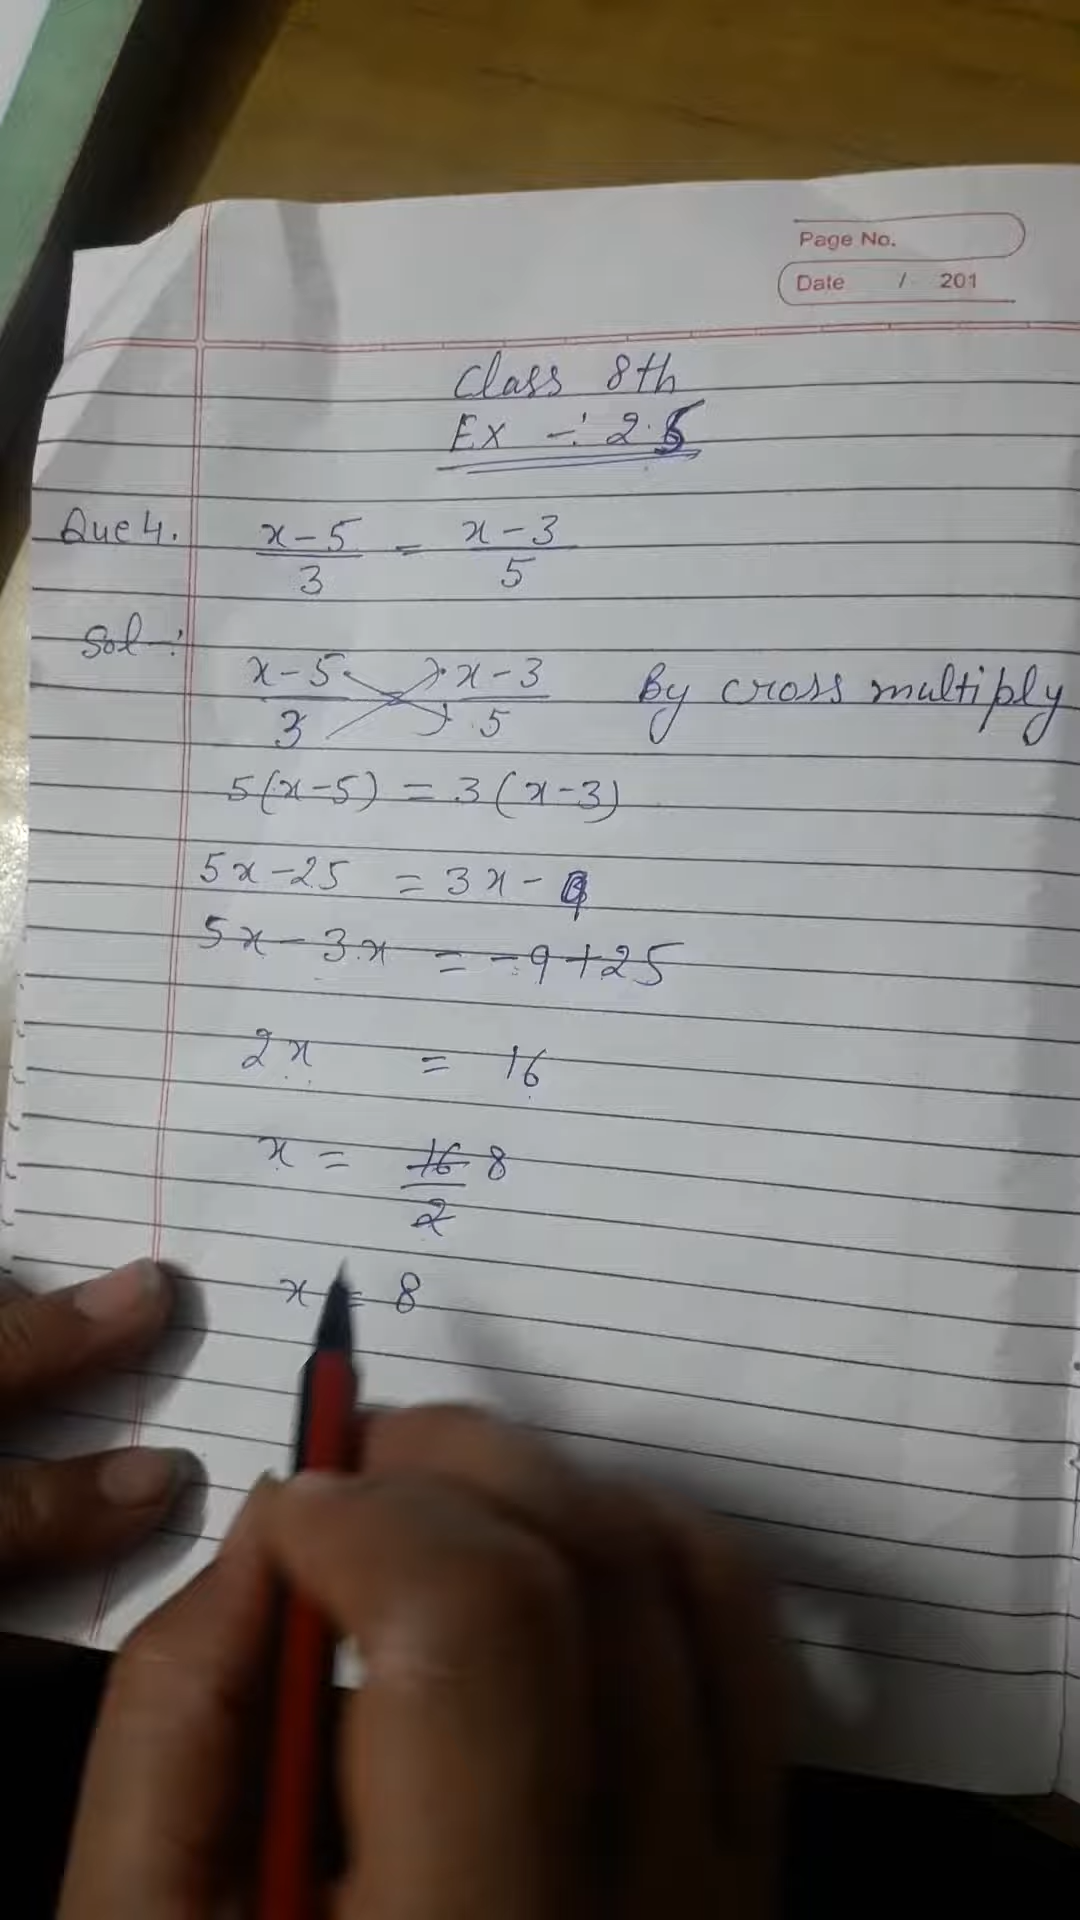 Page No.
Date / 201
Class 8th
Ex -: 2.5
Que 4. x-5/3 = x-3/5
Sol -:
x-5/3 x-3/5 By cross multiply
5(x-5) = 3(x-3)
5x-25 = 3x-9
5x-3x = -9+25
2x = 16
x = 16/2 8
x = 8